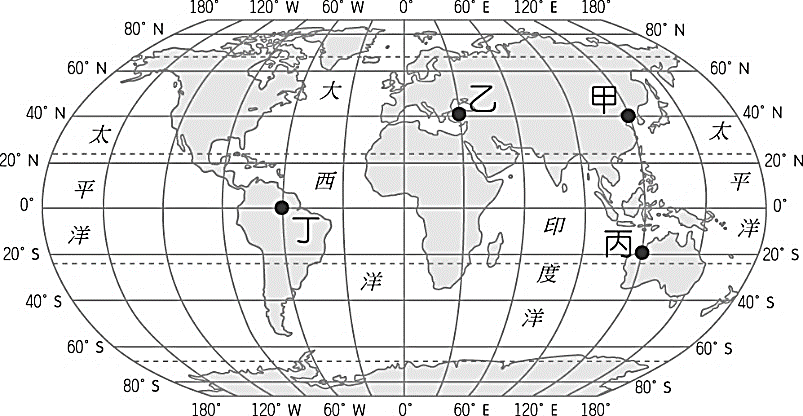 180° 120° W 60° W 0° 60° E 120° E 180°
80° N 80° N
60° N 60° N
40° N 40° N
20° N 20° N
0° 0°
20° S 20° S
40° S 40° S
60° S 60° S
80° S 80° S
180° 120° W 60° W 0° 60° E 120° E 180°
太平洋
大西洋
印度洋
太平洋
甲
乙
丙
丁